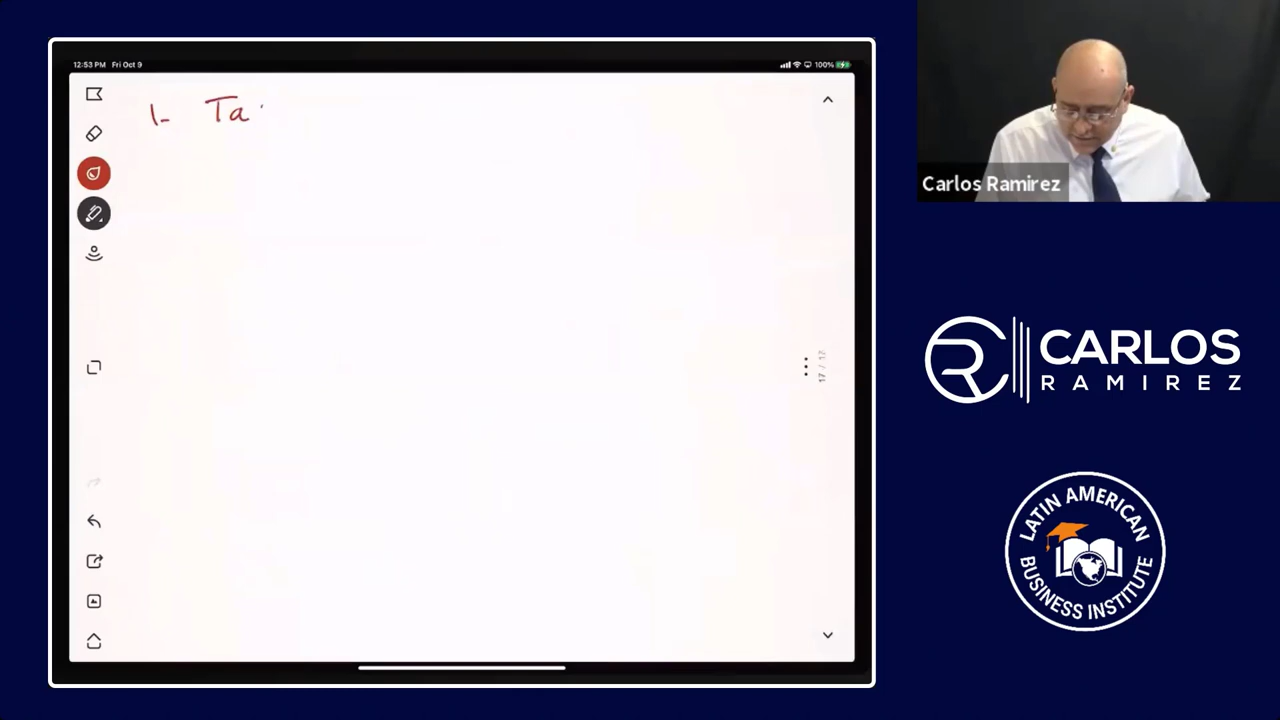 12:53 PM Fri Oct 9
100%
1- Ta
17 / 17
Carlos Ramirez
CARLOS
RAMIREZ
LATIN AMERICAN
BUSINESS INSTITUTE